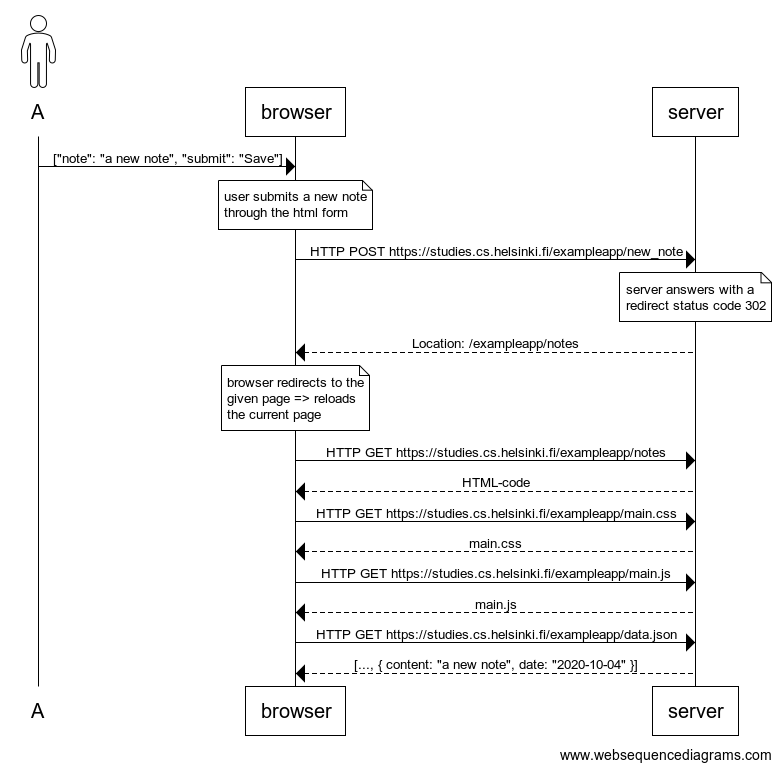 A
browser
server
["note": "a new note", "submit": "Save"]
user submits a new note
through the html form
HTTP POST https://studies.cs.helsinki.fi/exampleapp/new_note
server answers with a
redirect status code 302
Location: /exampleapp/notes
browser redirects to the
given page => reloads
the current page
HTTP GET https://studies.cs.helsinki.fi/exampleapp/notes
HTML-code
HTTP GET https://studies.cs.helsinki.fi/exampleapp/main.css
main.css
HTTP GET https://studies.cs.helsinki.fi/exampleapp/main.js
main.js
HTTP GET https://studies.cs.helsinki.fi/exampleapp/data.json
[..., { content: "a new note", date: "2020-10-04" }]
A
browser
server
www.websequencediagrams.com